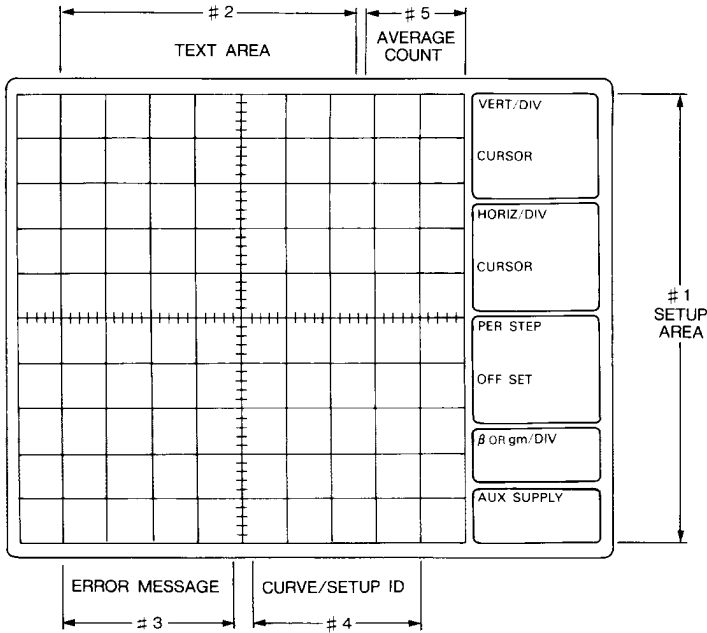 #2
#5
TEXT AREA
AVERAGE
COUNT
VERT/DIV
CURSOR
HORIZ/DIV
CURSOR
PER STEP
OFF SET
β OR gm/DIV
AUX SUPPLY
#1
SETUP
AREA
ERROR MESSAGE
CURVE/SETUP ID
#3
#4